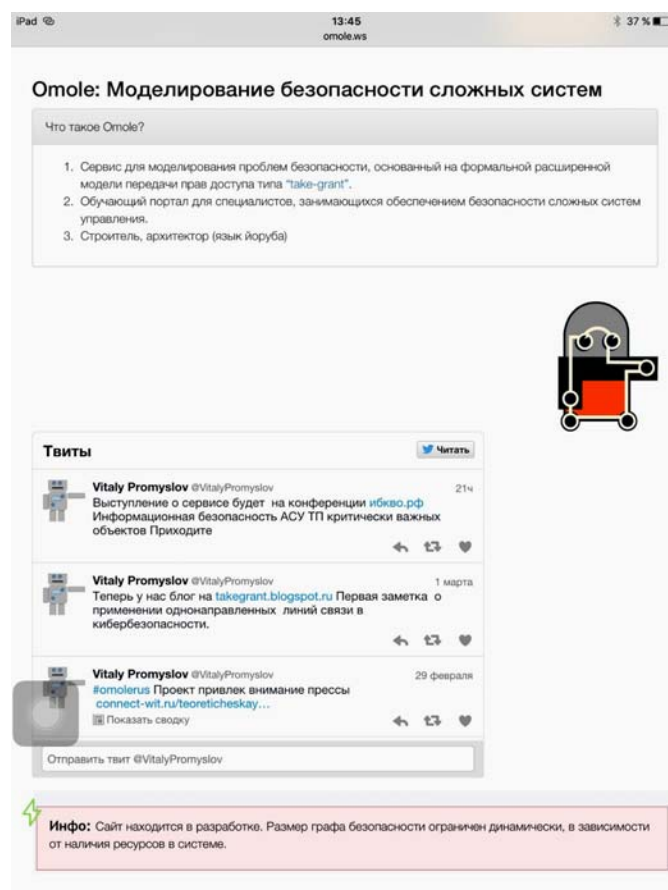 iPad 13:45 37 %
omole.ws
Omole: Моделирование безопасности сложных систем
Что такое Omole?
1. Сервис для моделирования проблем безопасности, основанный на формальной расширенной
модели передачи прав доступа типа "take-grant".
2. Обучающий портал для специалистов, занимающихся обеспечением безопасности сложных систем
управления.
3. Строитель, архитектор (язык йоруба)
Твиты
Читать
Vitaly Promyslov @VitalyPromyslov 21ч
Выступление о сервисе будет на конференции ибкво.рф
Информационная безопасность АСУ ТП критически важных
объектов Приходите
Vitaly Promyslov @VitalyPromyslov 1 марта
Теперь у нас блог на takegrant.blogspot.ru Первая заметка о
применении однонаправленных линий связи в
кибербезопасности.
Vitaly Promyslov @VitalyPromyslov 29 февраля
#omolerus Проект привлек внимание прессы
connect-wit.ru/teoreticheskay…
Показать сводку
Отправить твит @VitalyPromyslov
Инфо: Сайт находится в разработке. Размер графа безопасности ограничен динамически, в зависимости
от наличия ресурсов в системе.